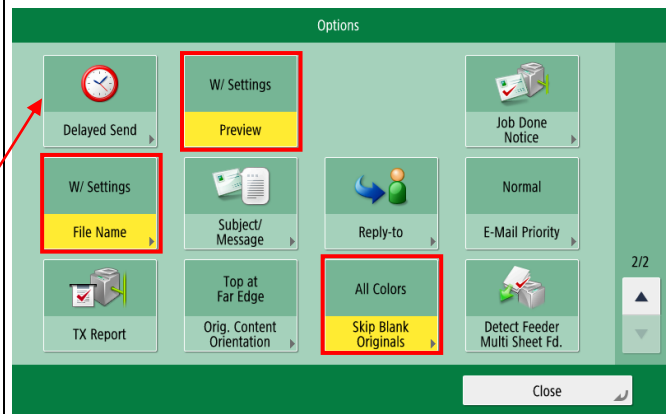 Options
Delayed Send
W/ Settings
Preview
Job Done
Notice
W/ Settings
File Name
Subject/
Message
Reply-to
Normal
E-Mail Priority
TX Report
Top at
Far Edge
Orig. Content
Orientation
All Colors
Skip Blank
Originals
Detect Feeder
Multi Sheet Fd.
2/2
Close